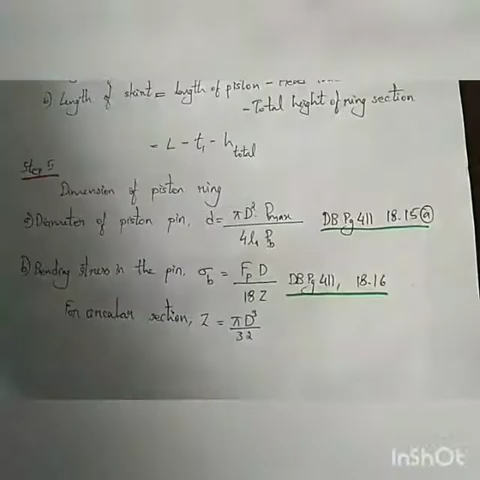 b) Length of skirt = Length of piston -
- Total height of ring section
= L - t₁ - h total
Step 5
Dimension of piston ring
a) Diameter of piston pin, d = πD² Pmax / 4l₁ Pb DB Pg 411 18.15 (a)
b) Bending stress in the pin, σb = Fp D / 18 Z DB Pg 411, 18.16
For ancular section, Z = πD³ / 32
InShOt